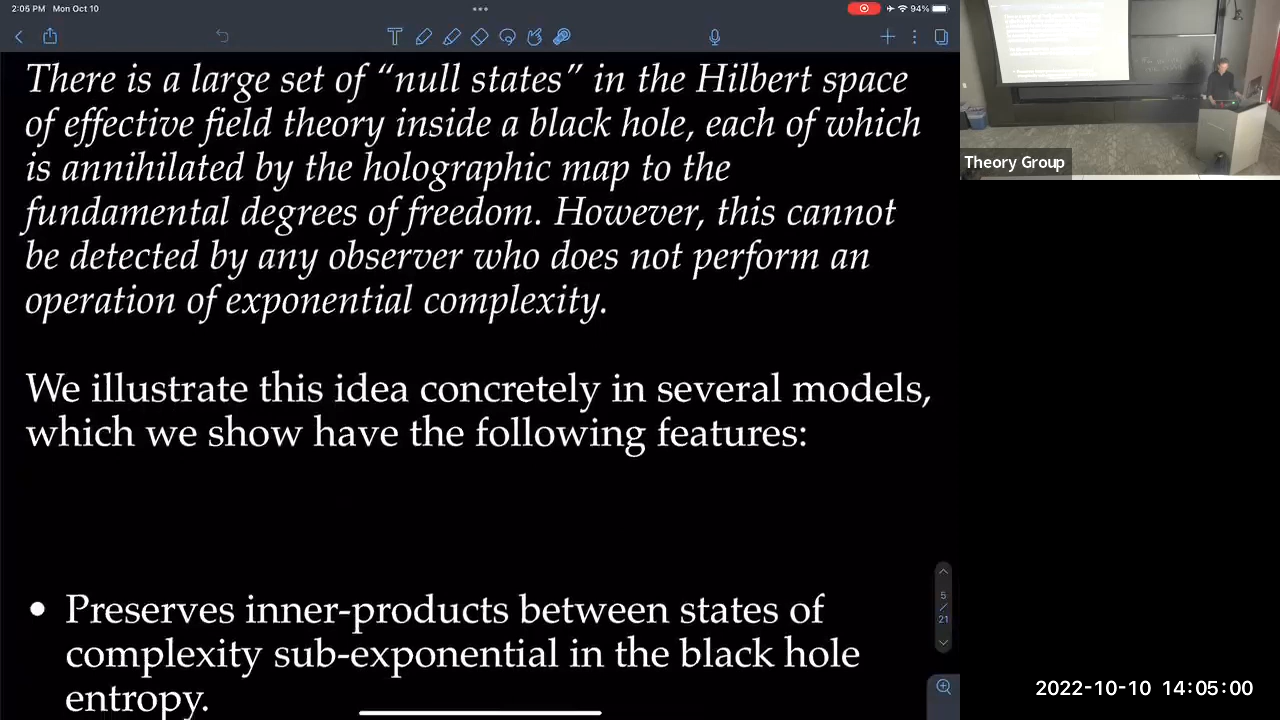 2:05 PM Mon Oct 10
94%
There is a large set of “null states” in the Hilbert space
of effective field theory inside a black hole, each of which
is annihilated by the holographic map to the
fundamental degrees of freedom. However, this cannot
be detected by any observer who does not perform an
operation of exponential complexity.
We illustrate this idea concretely in several models,
which we show have the following features:
• Preserves inner-products between states of
complexity sub-exponential in the black hole
entropy.
5
/
21
Theory Group
2022-10-10 14:05:00